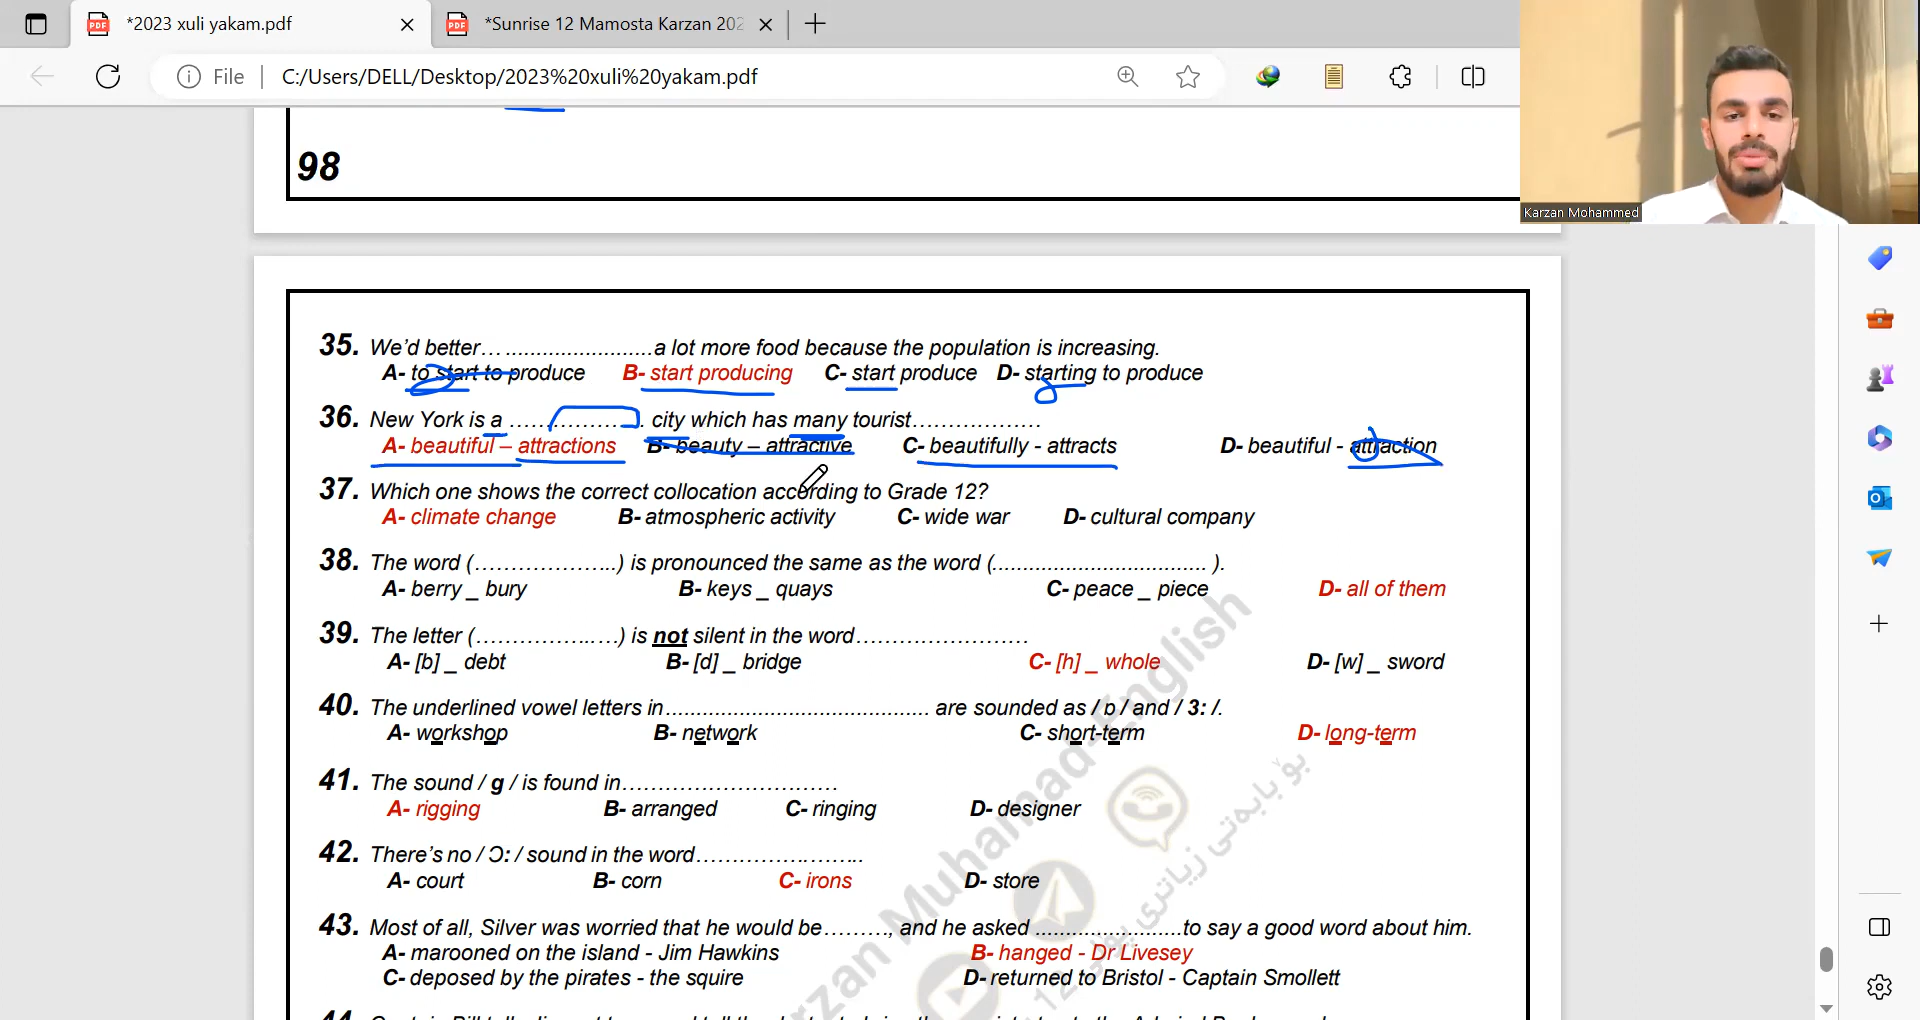 *2023 xuli yakam.pdf
*Sunrise 12 Mamosta Karzan 202
File
C:/Users/DELL/Desktop/2023%20xuli%20yakam.pdf
Karzan Mohammed
98
35. We'd better… ........................a lot more food because the population is increasing.
A- to start to produce B- start producing C- start produce D- starting to produce
36. New York is a …………………. city which has many tourist…………………
A- beautiful – attractions B- beauty – attractive C- beautifully - attracts D- beautiful - attraction
37. Which one shows the correct collocation according to Grade 12?
A- climate change B- atmospheric activity C- wide war D- cultural company
38. The word (………………..) is pronounced the same as the word (................................... ).
A- berry _ bury B- keys _ quays C- peace _ piece D- all of them
39. The letter (……………..….) is not silent in the word……………………
A- [b] _ debt B- [d] _ bridge C- [h] _ whole D- [w] _ sword
40. The underlined vowel letters in........................................... are sounded as / ɒ / and / 3: /.
A- workshop B- network C- short-term D- long-term
41. The sound / g / is found in…………………………
A- rigging B- arranged C- ringing D- designer
42. There's no / Ɔ: / sound in the word…………………..
A- court B- corn C- irons D- store
43. Most of all, Silver was worried that he would be………, and he asked ........................to say a good word about him.
A- marooned on the island - Jim Hawkins B- hanged - Dr Livesey
C- deposed by the pirates - the squire D- returned to Bristol - Captain Smollett
rzan Muhammad-English
بۆ بابەتی زیاتری پۆلی 12